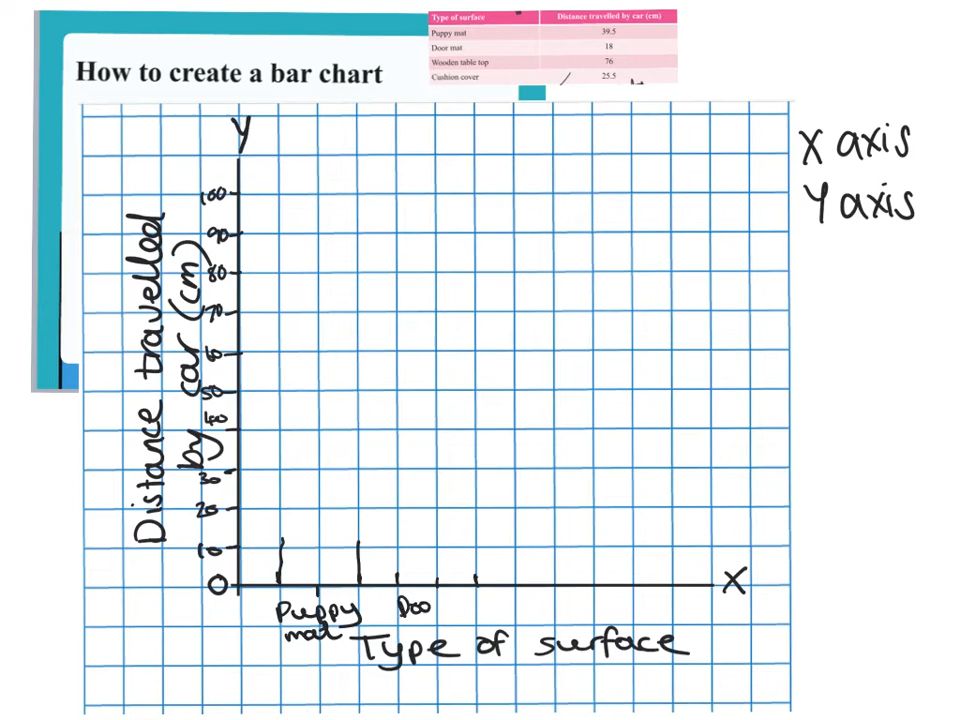 Type of surface Distance travelled by car (cm)
Puppy mat 39.5
Door mat 18
Wooden table top 76
Cushion cover 25.5
How to create a bar chart
X axis
Y axis
Y
100
90
80
70
60
50
40
30
20
10
0
X
Distance travelled
by car (cm)
Puppy
mat
Doo
Type of surface